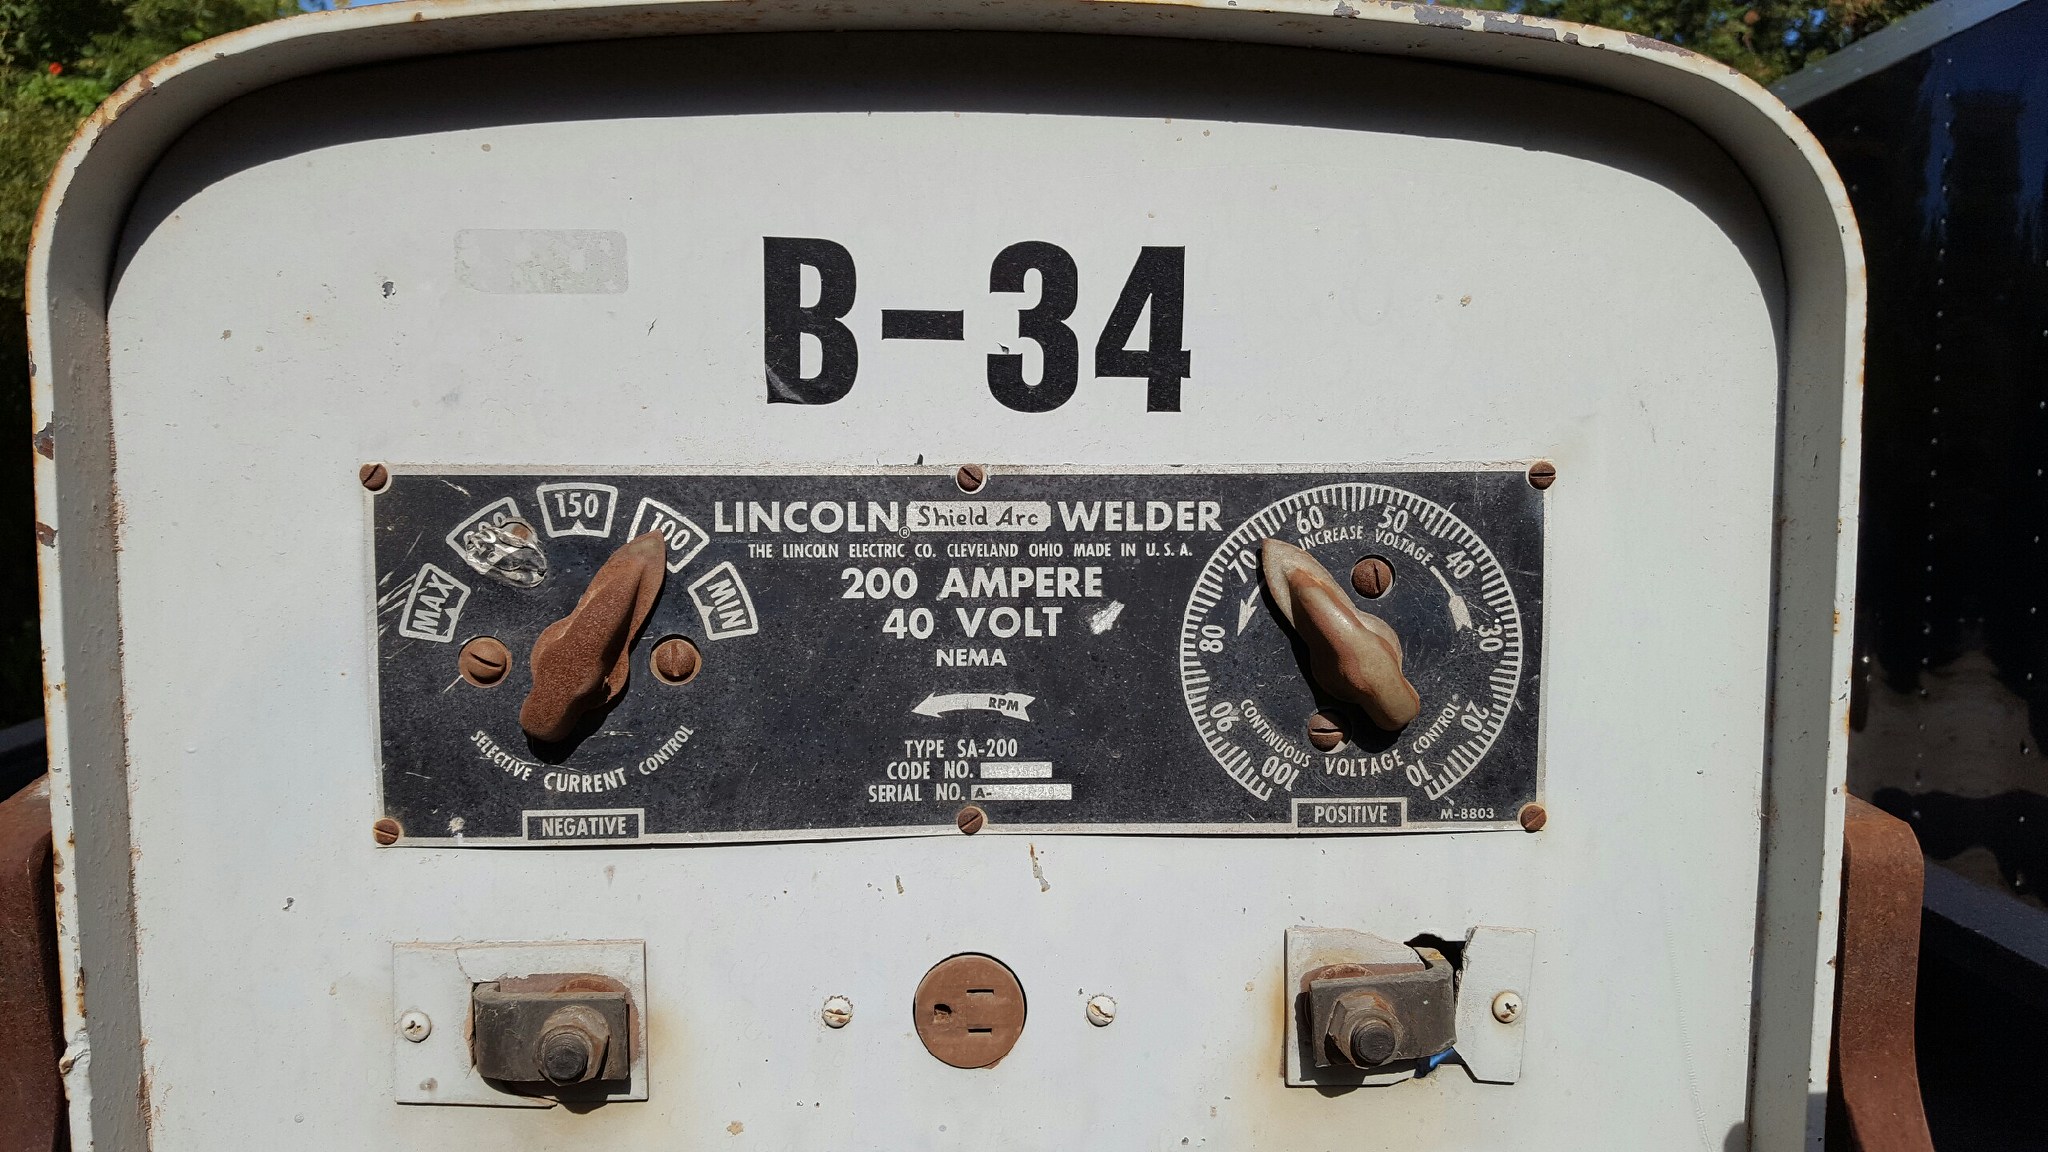 B-34
MAX
200
150
100
MIN
SELECTIVE CURRENT CONTROL
NEGATIVE
LINCOLN® Shield Arc WELDER
THE LINCOLN ELECTRIC CO. CLEVELAND OHIO MADE IN U.S.A.
200 AMPERE
40 VOLT
NEMA
RPM
TYPE SA-200
CODE NO.
SERIAL NO. A-
INCREASE VOLTAGE
100
90
80
70
60
50
40
30
20
10
CONTINUOUS VOLTAGE CONTROL
POSITIVE
M-8803